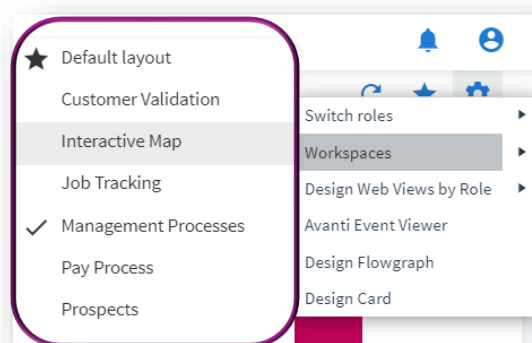 Default layout
Customer Validation
Interactive Map
Job Tracking
Management Processes
Pay Process
Prospects
Switch roles
Workspaces
Design Web Views by Role
Avanti Event Viewer
Design Flowgraph
Design Card